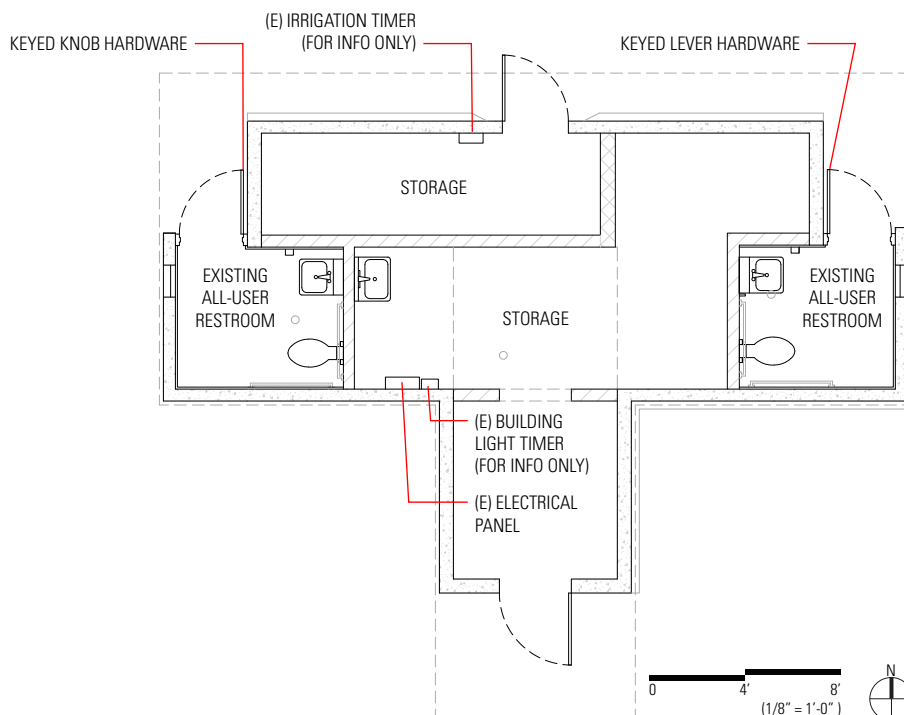 (E) IRRIGATION TIMER
(FOR INFO ONLY)
KEYED KNOB HARDWARE
KEYED LEVER HARDWARE
STORAGE
EXISTING
ALL-USER
RESTROOM
STORAGE
EXISTING
ALL-USER
RESTROOM
(E) BUILDING
LIGHT TIMER
(FOR INFO ONLY)
(E) ELECTRICAL
PANEL
N
0 4' 8'
(1/8" = 1'-0" )